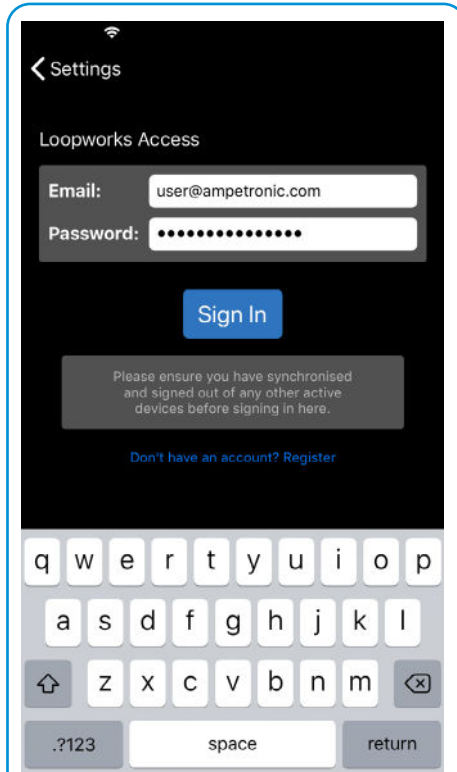 Settings
Loopworks Access
Email: user@ampetronic.com
Password: •••••••••••••••
Sign In
Please ensure you have synchronised
and signed out of any other active
devices before signing in here.
Don't have an account? Register
q w e r t y u i o p
a s d f g h j k l
z x c v b n m
.?123 space return